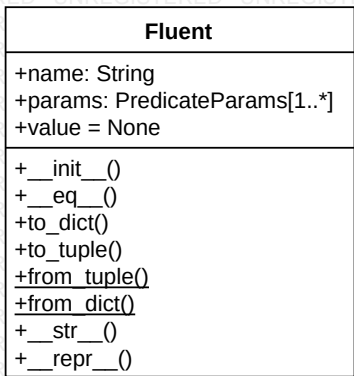 Fluent
+name: String
+params: PredicateParams[1..*]
+value = None
+__init__()
+__eq__()
+to_dict()
+to_tuple()
+from_tuple()
+from_dict()
+__str__()
+__repr__()